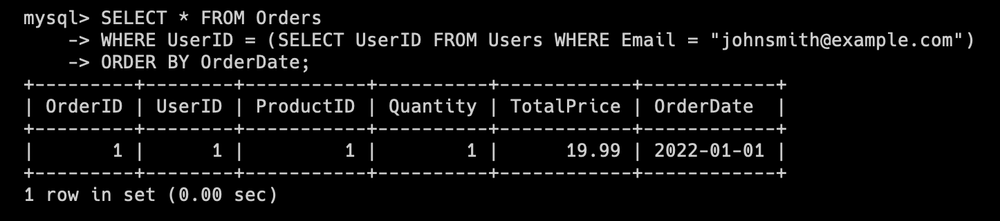 mysql> SELECT * FROM Orders
    -> WHERE UserID = (SELECT UserID FROM Users WHERE Email = "johnsmith@example.com")
    -> ORDER BY OrderDate;
+---------+--------+-----------+----------+------------+------------+
| OrderID | UserID | ProductID | Quantity | TotalPrice | OrderDate  |
+---------+--------+-----------+----------+------------+------------+
|       1 |      1 |         1 |        1 |      19.99 | 2022-01-01 |
+---------+--------+-----------+----------+------------+------------+
1 row in set (0.00 sec)